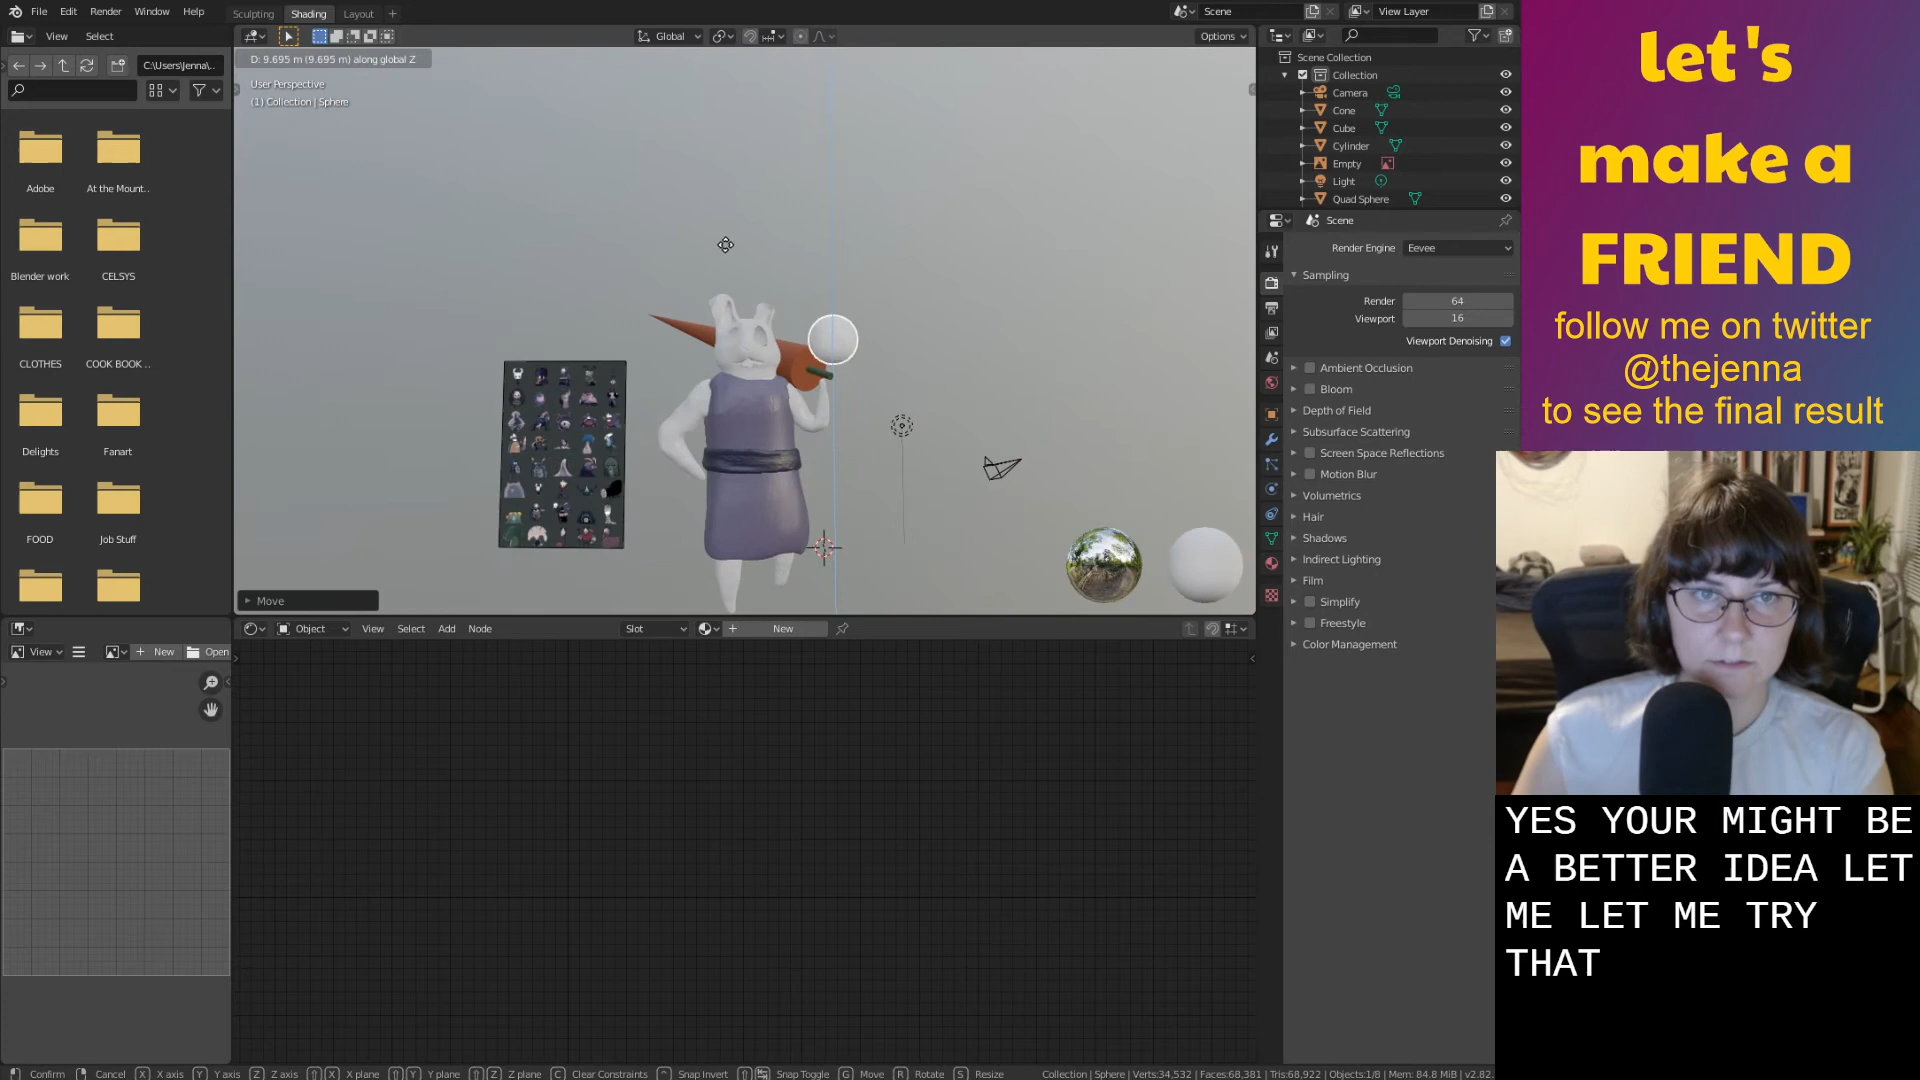 File Edit Render Window Help Sculpting Shading Layout + Scene View Layer
View Select Global Options
C:\Users\Jenna\..
D: 9.695 m (9.695 m) along global Z
User Perspective
(1) Collection | Sphere
Adobe At the Mount..
Blender work CELSYS
CLOTHES COOK BOOK ..
Delights Fanart
FOOD Job Stuff
Move
Scene Collection
Collection
Camera
Cone
Cube
Cylinder
Empty
Light
Quad Sphere
Scene
Render Engine Eevee
Sampling
Render 64
Viewport 16
Viewport Denoising
Ambient Occlusion
Bloom
Depth of Field
Subsurface Scattering
Screen Space Reflections
Motion Blur
Volumetrics
Hair
Shadows
Indirect Lighting
Film
Simplify
Freestyle
Color Management
Object View Select Add Node Slot + New
View + New Open
Confirm Cancel X X axis Y Y axis Z Z axis X X plane Y Y plane Z Z plane C Clear Constraints Snap Invert Snap Toggle G Move R Rotate S Resize Collection | Sphere | Verts:34,532 | Faces:68,381 | Tris:68,922 | Objects:1/8 | Mem: 84.8 MiB | v2.82.
let's
make a
FRIEND
follow me on twitter
@thejenna
to see the final result
YES YOUR MIGHT BE
A BETTER IDEA LET
ME LET ME TRY
THAT